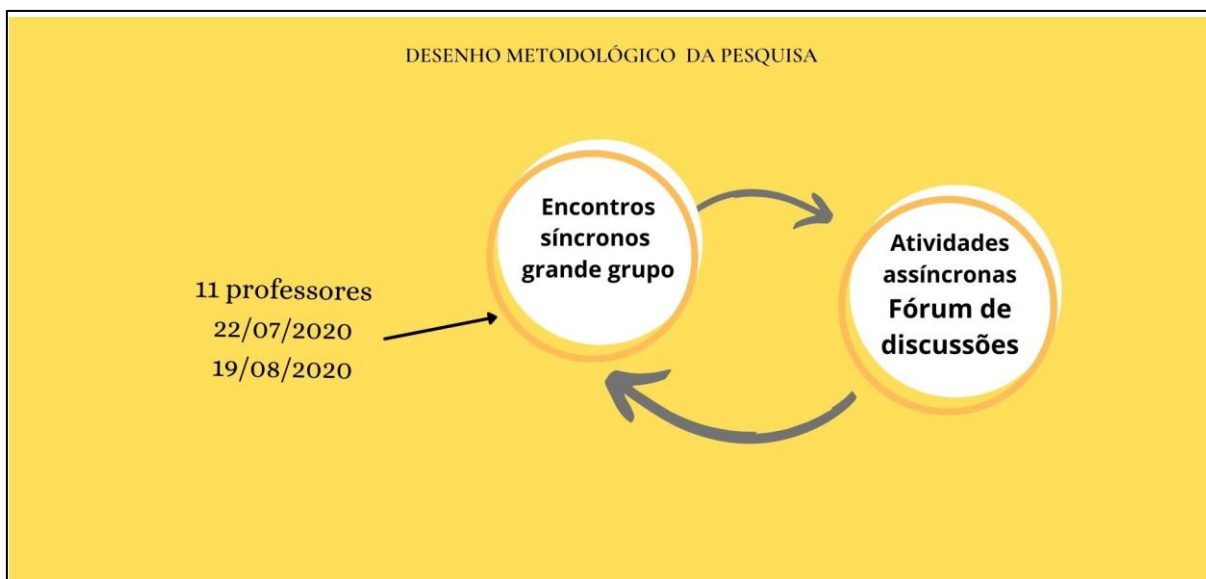 DESENHO METODOLÓGICO DA PESQUISA
11 professores
22/07/2020
19/08/2020
Encontros
síncronos
grande grupo
Atividades
assíncronas
Fórum de
discussões